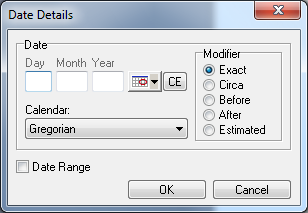 Date Details
Date
Day Month Year
CE
Calendar:
Gregorian
Modifier
Exact
Circa
Before
After
Estimated
Date Range
OK Cancel